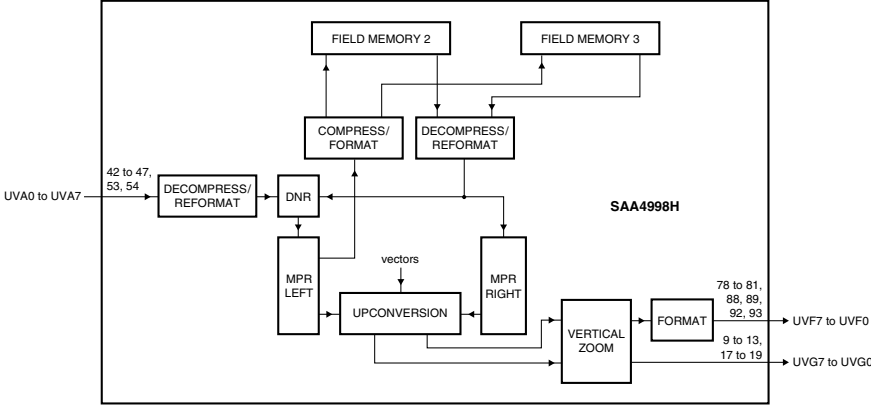 FIELD MEMORY 2
FIELD MEMORY 3
COMPRESS/
FORMAT
DECOMPRESS/
REFORMAT
UVA0 to UVA7
42 to 47,
53, 54
DECOMPRESS/
REFORMAT
DNR
SAA4998H
MPR
LEFT
vectors
UPCONVERSION
MPR
RIGHT
VERTICAL
ZOOM
FORMAT
78 to 81,
88, 89,
92, 93
UVF7 to UVF0
9 to 13,
17 to 19
UVG7 to UVG0